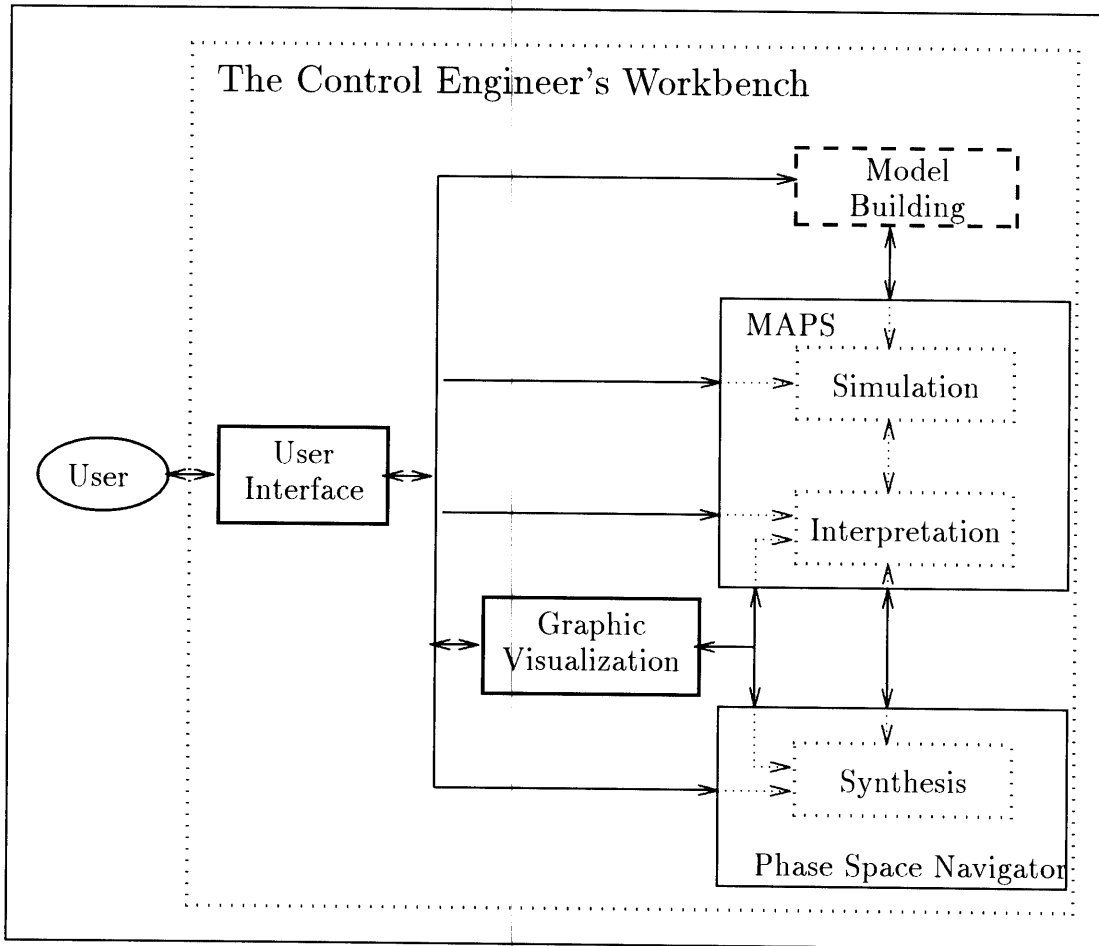 The Control Engineer's Workbench
Model
Building
MAPS
Simulation
User
User
Interface
Interpretation
Graphic
Visualization
Synthesis
Phase Space Navigator